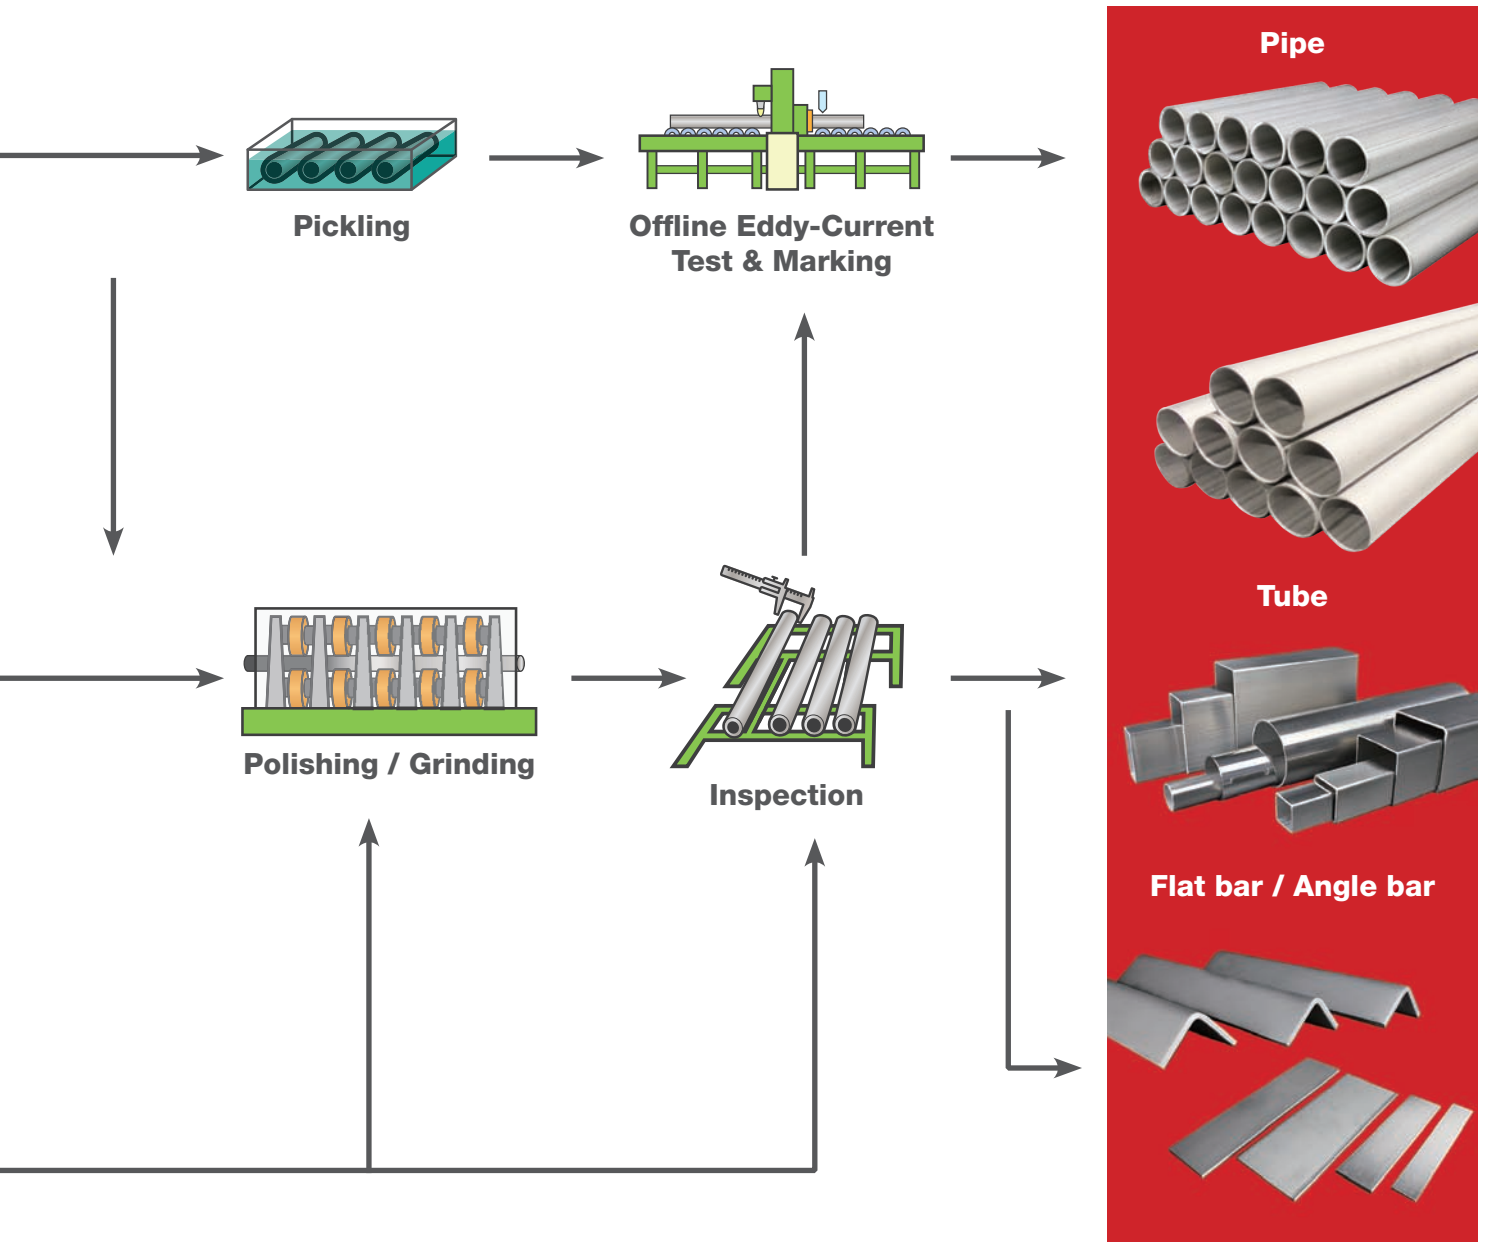 Pipe
Pickling
Offline Eddy-Current
Test & Marking
Tube
Polishing / Grinding
Inspection
Flat bar / Angle bar